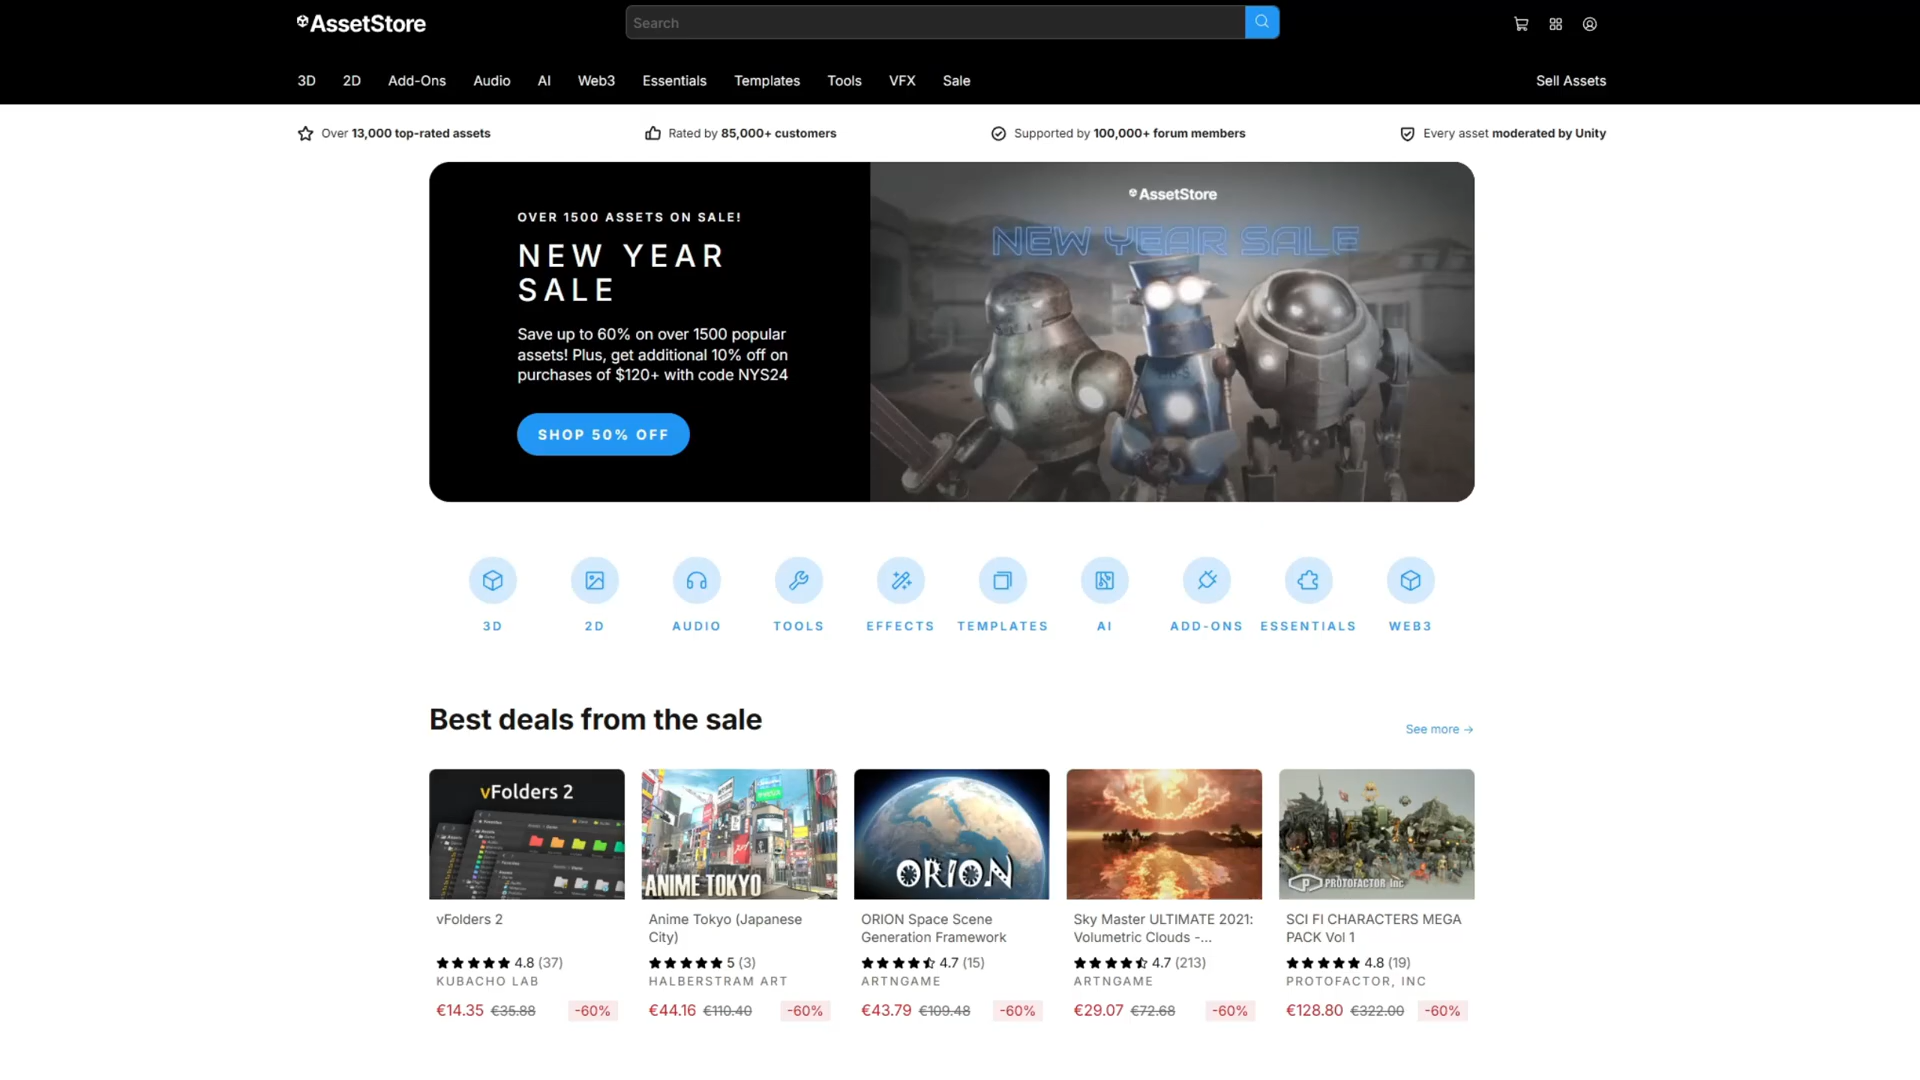 AssetStore
Search
3D 2D Add-Ons Audio AI Web3 Essentials Templates Tools VFX Sale Sell Assets
Over 13,000 top-rated assets Rated by 85,000+ customers Supported by 100,000+ forum members Every asset moderated by Unity
OVER 1500 ASSETS ON SALE!
NEW YEAR
SALE
Save up to 60% on over 1500 popular
assets! Plus, get additional 10% off on
purchases of $120+ with code NYS24
SHOP 50% OFF
AssetStore
NEW YEAR SALE
3D 2D AUDIO TOOLS EFFECTS TEMPLATES AI ADD-ONS ESSENTIALS WEB3
Best deals from the sale
See more →
vFolders 2
vFolders 2
4.8 (37)
KUBACHO LAB
€14.35 €35.88 -60%
ANIME TOKYO
Anime Tokyo (Japanese
City)
5 (3)
HALBERSTRAM ART
€44.16 €110.40 -60%
ORION
ORION Space Scene
Generation Framework
4.7 (15)
ARTNGAME
€43.79 €109.48 -60%
Sky Master ULTIMATE 2021:
Volumetric Clouds -...
4.7 (213)
ARTNGAME
€29.07 €72.68 -60%
P PROTOFACTOR Inc
SCI FI CHARACTERS MEGA
PACK Vol 1
4.8 (19)
PROTOFACTOR, INC
€128.80 €322.00 -60%